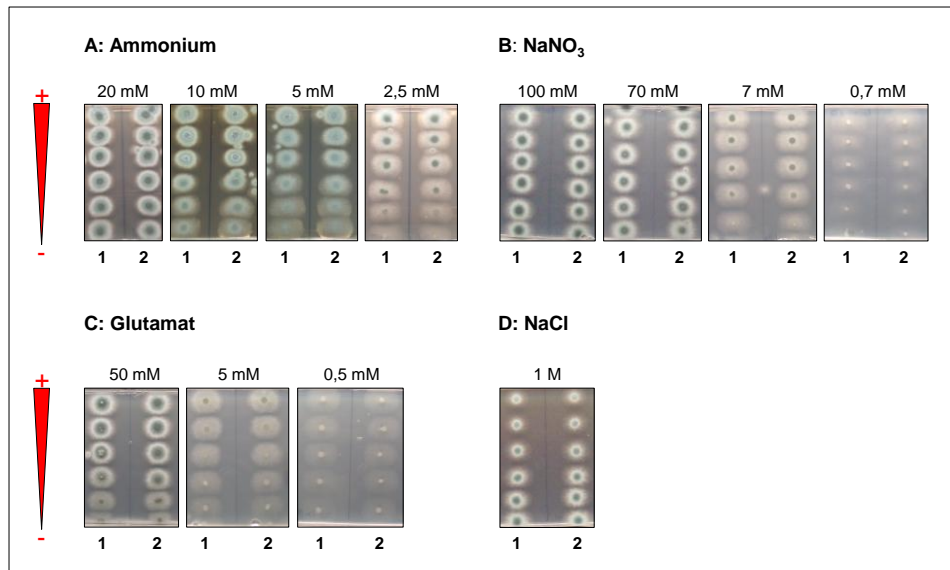 A: Ammonium
B: NaNO₃
20 mM 10 mM 5 mM 2,5 mM
100 mM 70 mM 7 mM 0,7 mM
+
-
1 2 1 2 1 2 1 2
1 2 1 2 1 2 1 2
C: Glutamat
D: NaCl
50 mM 5 mM 0,5 mM
1 M
+
-
1 2 1 2 1 2
1 2